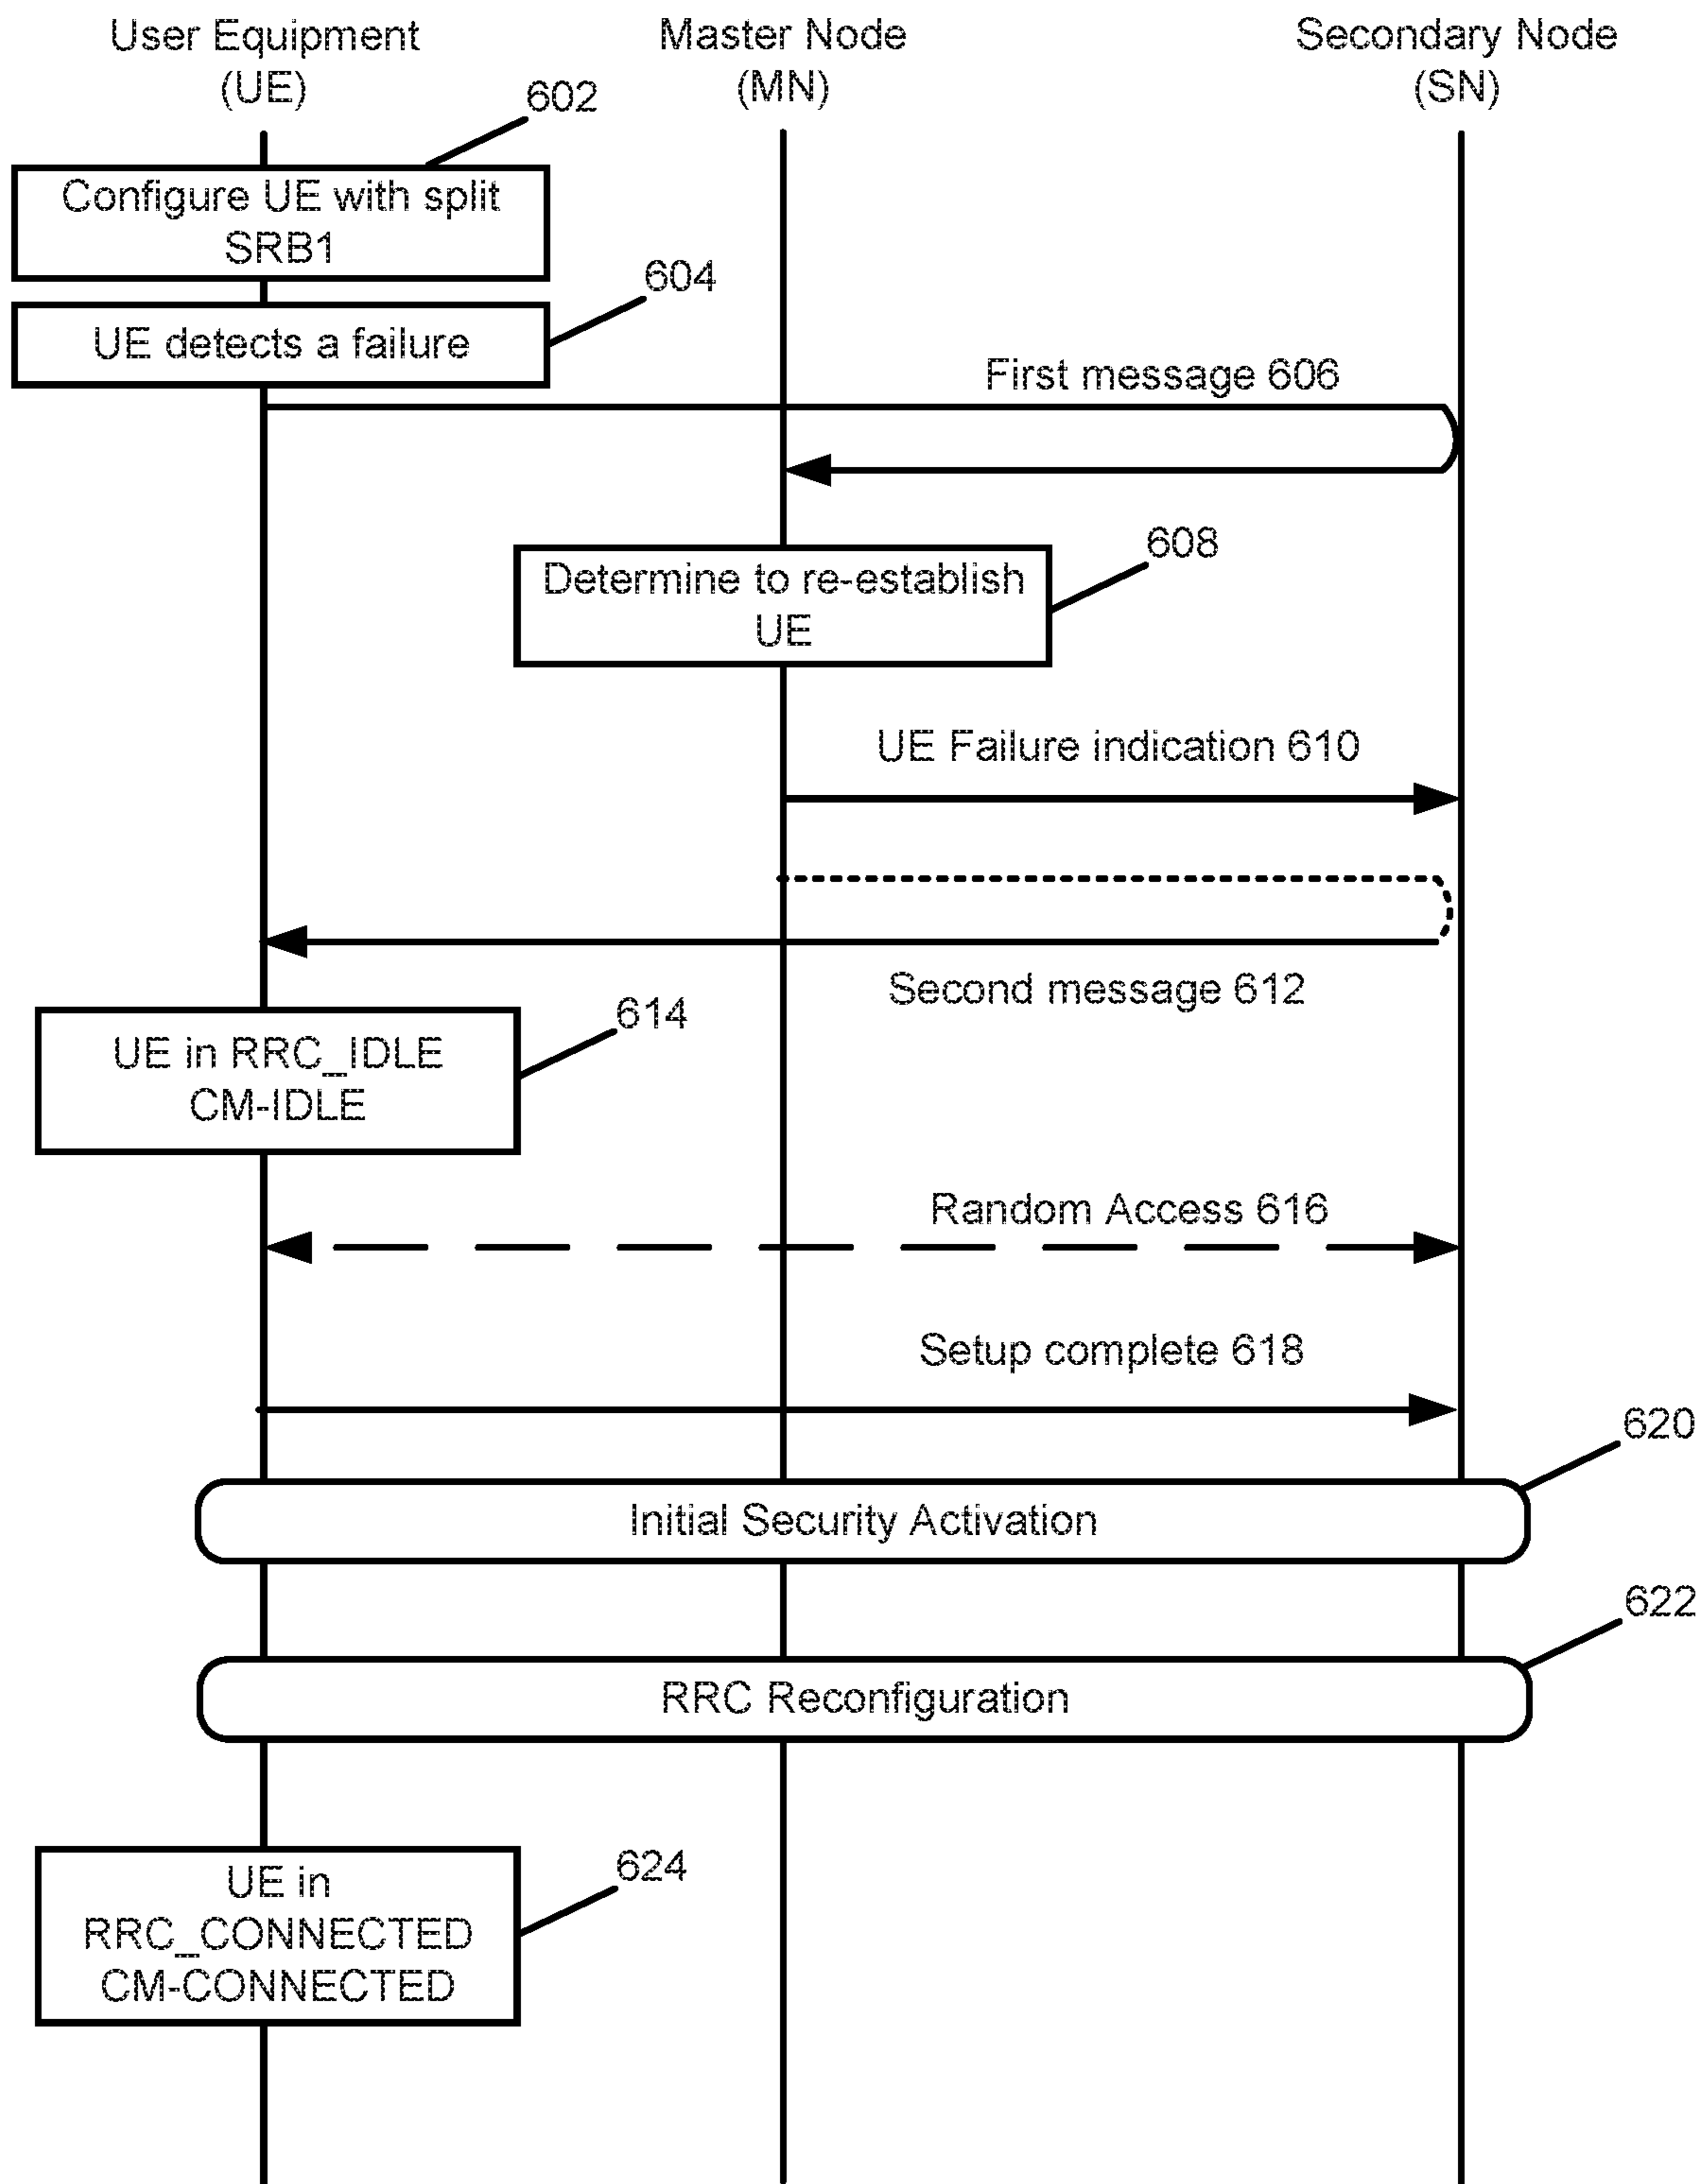 User Equipment
(UE)
Master Node
(MN)
Secondary Node
(SN)
602
Configure UE with split
SRB1
604
UE detects a failure
First message 606
608
Determine to re-establish
UE
UE Failure indication 610
Second message 612
614
UE in RRC_IDLE
CM-IDLE
Random Access 616
Setup complete 618
620
Initial Security Activation
622
RRC Reconfiguration
624
UE in
RRC_CONNECTED
CM-CONNECTED